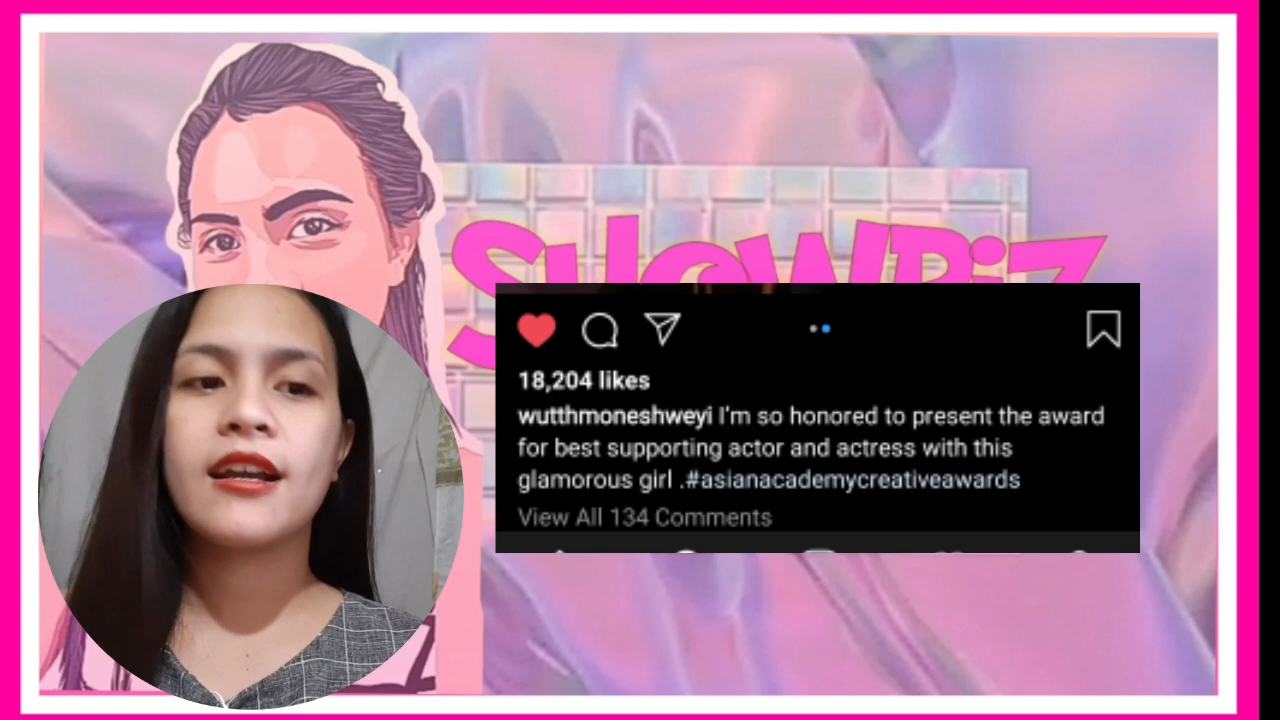 SHOWBiZ
18,204 likes
wutthmoneshweyi I'm so honored to present the award
for best supporting actor and actress with this
glamorous girl .#asianacademycreativeawards
View All 134 Comments